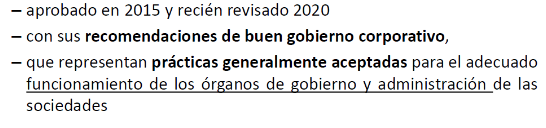 – aprobado en 2015 y recién revisado 2020
– con sus recomendaciones de buen gobierno corporativo,
– que representan prácticas generalmente aceptadas para el adecuado
funcionamiento de los órganos de gobierno y administración de las
sociedades